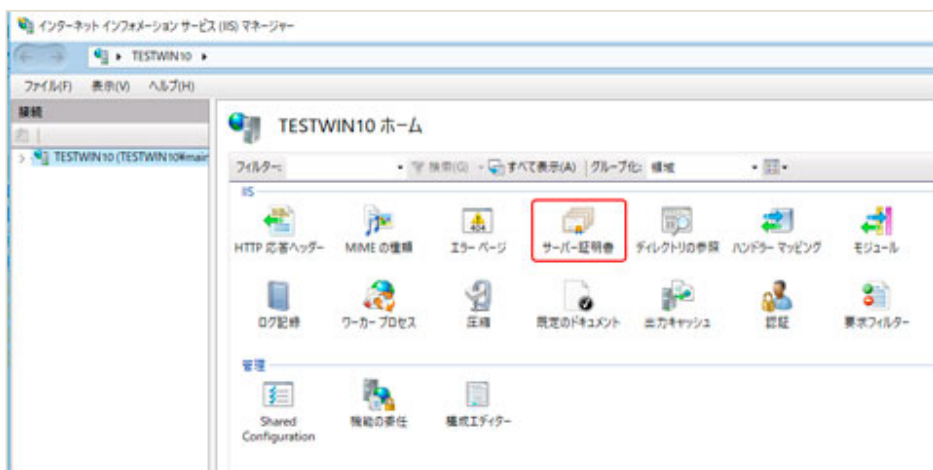 インターネット インフォメーション サービス (IIS) マネージャー
TESTWIN10
ファイル(F) 表示(V) ヘルプ(H)
接続
TESTWIN10 (TESTWIN10¥main
TESTWIN10 ホーム
フィルター: 検索(G) すべて表示(A) グループ化: 領域
IIS
HTTP 応答ヘッダー MIME の種類 エラー ページ サーバー証明書 ディレクトリの参照 ハンドラー マッピング モジュール
ログ記録 ワーカー プロセス 圧縮 既定のドキュメント 出力キャッシュ 認証 要求フィルター
管理
Shared Configuration 機能の委任 構成エディター